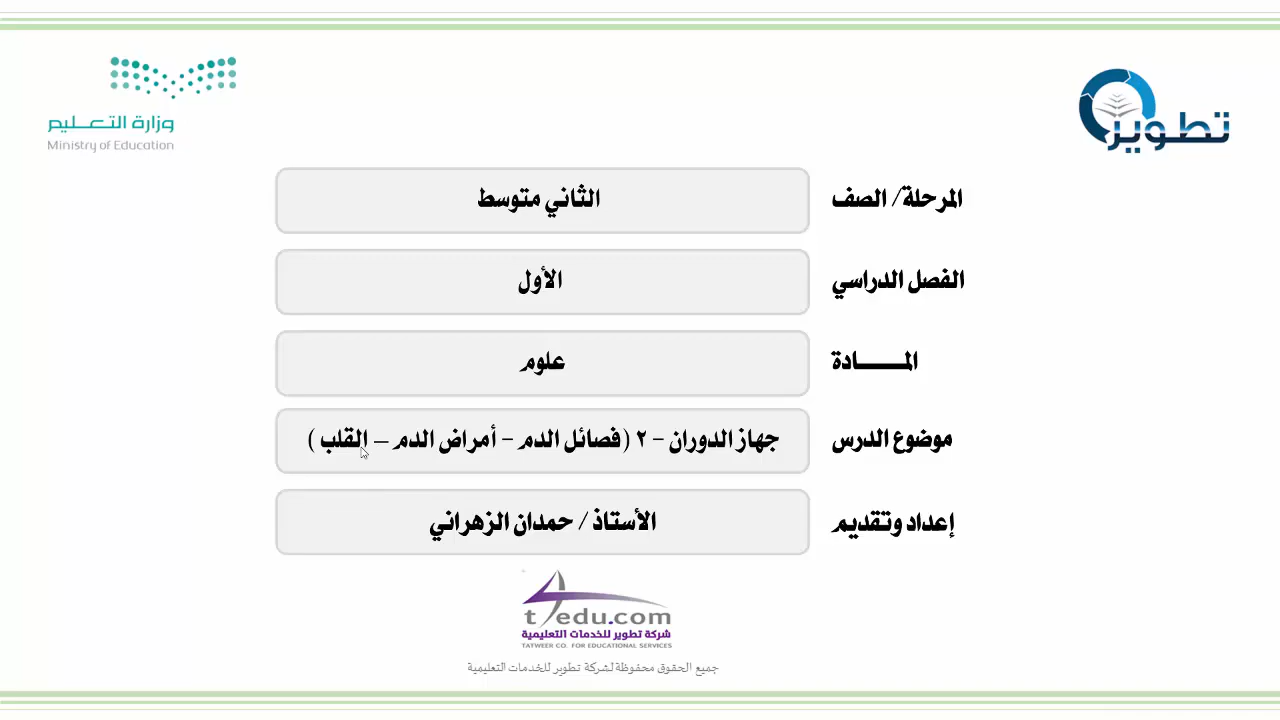 وزارة التعليم
Ministry of Education
تطوير
المرحلة/ الصف
الثاني متوسط
الفصل الدراسي
الأول
المــــــادة
علوم
موضوع الدرس
جهاز الدوران - ٢ (فصائل الدم - أمراض الدم – القلب )
إعداد وتقديم
الأستاذ / حمدان الزهراني
t4edu.com
شركة تطوير للخدمات التعليمية
TATWEER CO. FOR EDUCATIONAL SERVICES
جميع الحقوق محفوظة لشركة تطوير للخدمات التعليمية